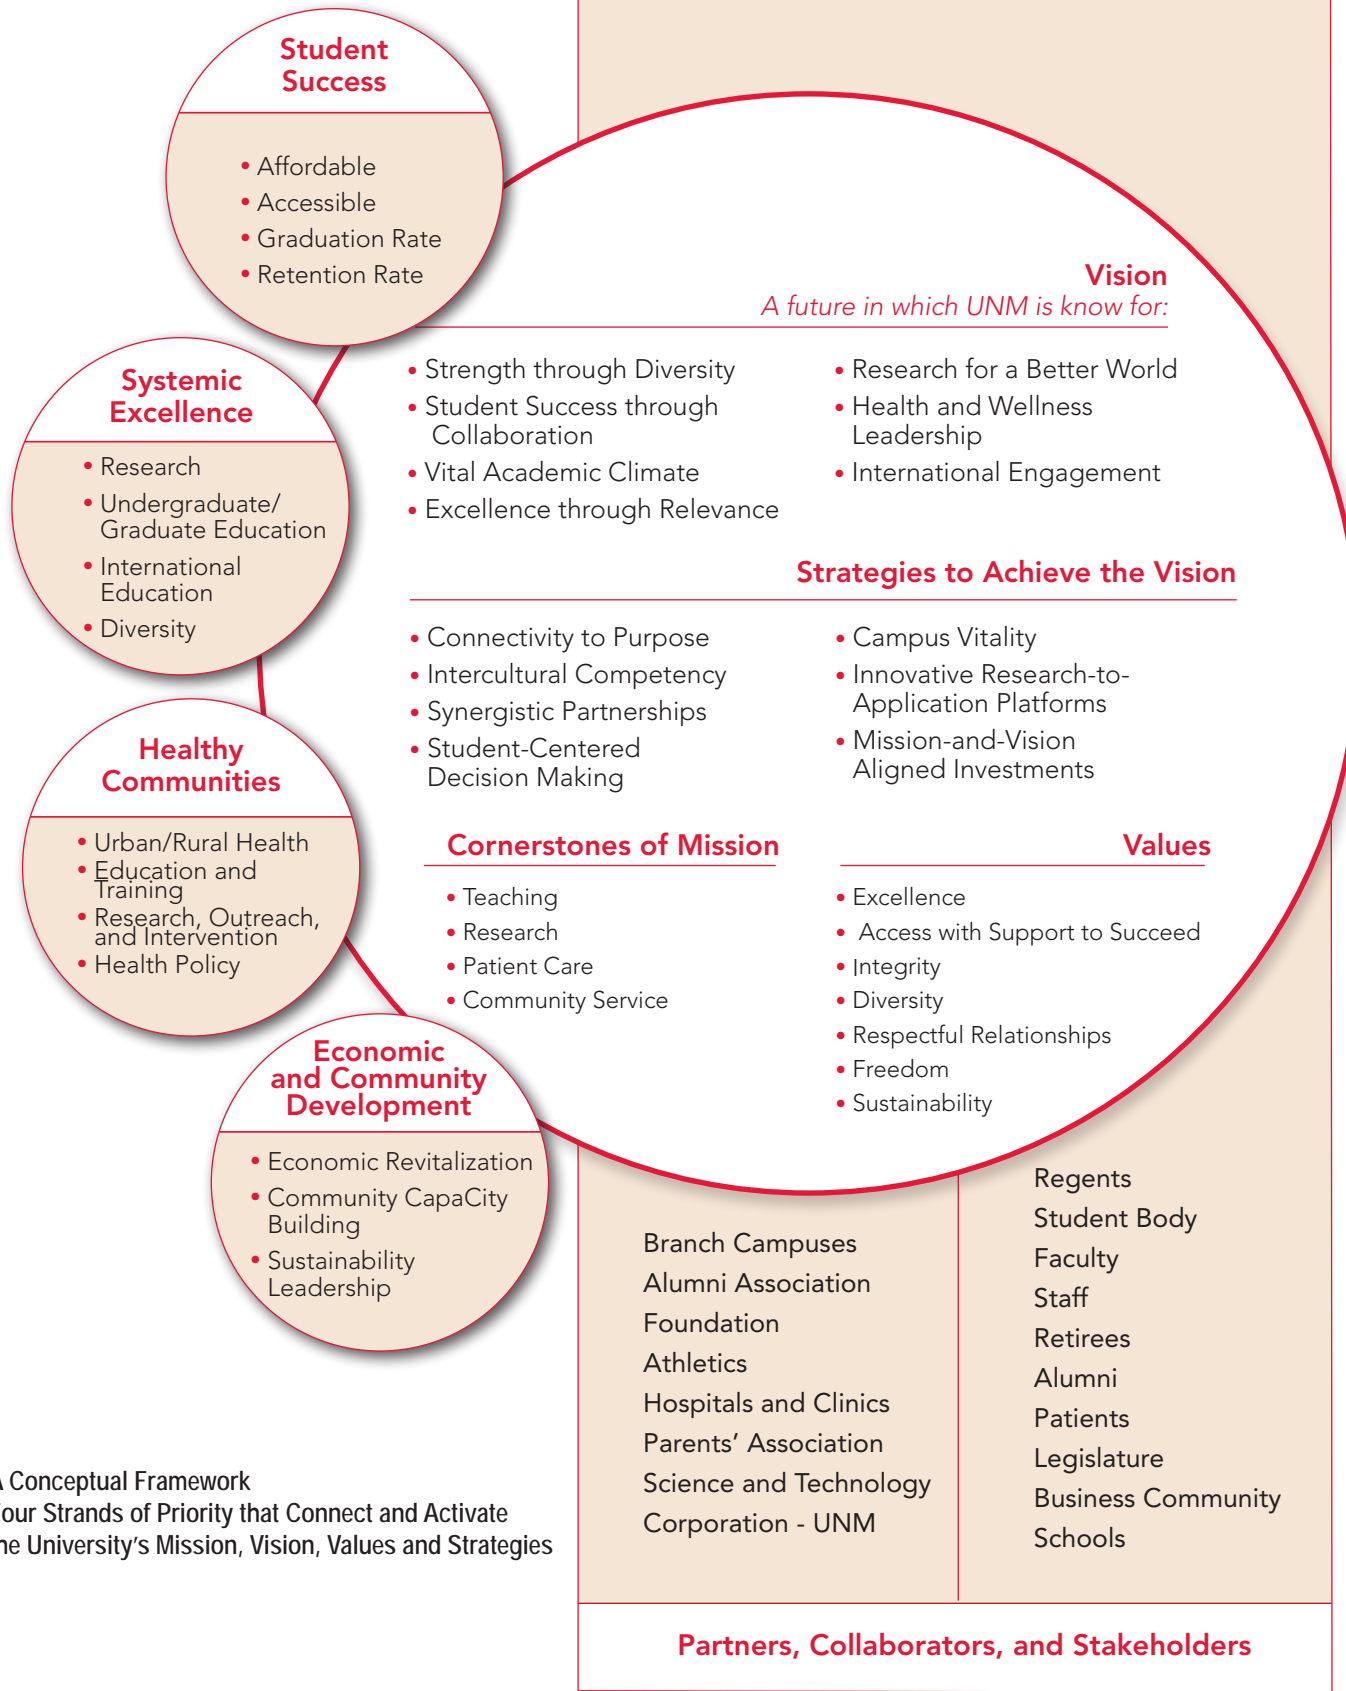 Student
Success
• Affordable
• Accessible
• Graduation Rate
• Retention Rate
Systemic
Excellence
• Research
• Undergraduate/
Graduate Education
• International
Education
• Diversity
Healthy
Communities
• Urban/Rural Health
• Education and
Training
• Research, Outreach,
and Intervention
• Health Policy
Economic
and Community
Development
• Economic Revitalization
• Community CapaCity
Building
• Sustainability
Leadership
Vision
A future in which UNM is know for:
• Strength through Diversity
• Student Success through
Collaboration
• Vital Academic Climate
• Excellence through Relevance
• Research for a Better World
• Health and Wellness
Leadership
• International Engagement
Strategies to Achieve the Vision
• Connectivity to Purpose
• Intercultural Competency
• Synergistic Partnerships
• Student-Centered
Decision Making
• Campus Vitality
• Innovative Research-to-
Application Platforms
• Mission-and-Vision
Aligned Investments
Cornerstones of Mission
• Teaching
• Research
• Patient Care
• Community Service
Values
• Excellence
• Access with Support to Succeed
• Integrity
• Diversity
• Respectful Relationships
• Freedom
• Sustainability
Branch Campuses
Alumni Association
Foundation
Athletics
Hospitals and Clinics
Parents' Association
Science and Technology
Corporation - UNM
Regents
Student Body
Faculty
Staff
Retirees
Alumni
Patients
Legislature
Business Community
Schools
Partners, Collaborators, and Stakeholders
Conceptual Framework
our Strands of Priority that Connect and Activate
he University's Mission, Vision, Values and Strategies